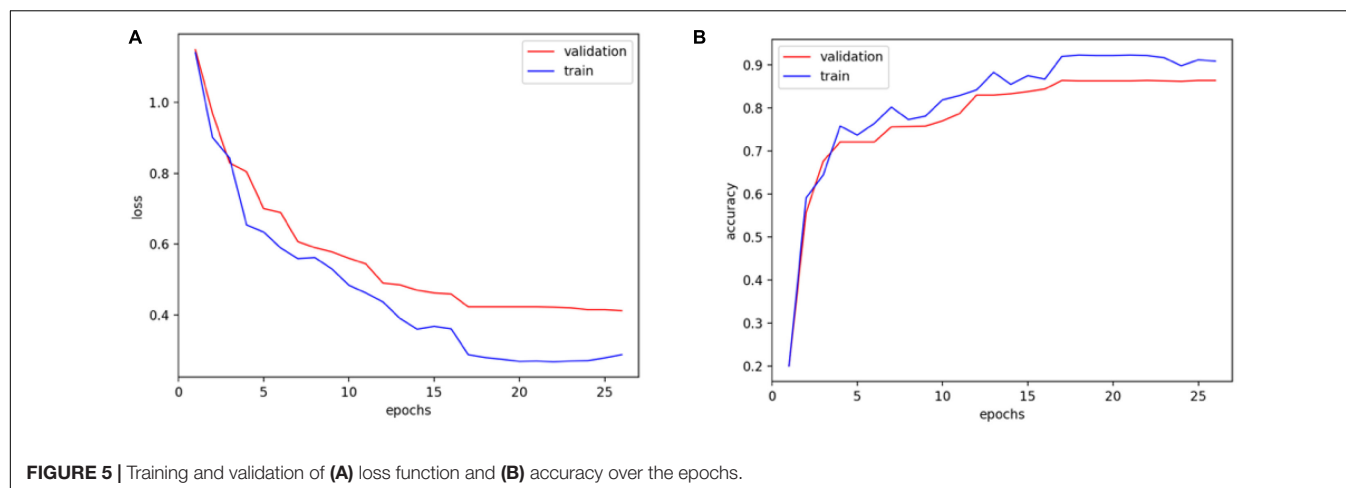 A
validation
train
1.0
0.8
0.6
0.4
loss
0 5 10 15 20 25
epochs
B
validation
train
0.9
0.8
0.7
0.6
0.5
0.4
0.3
0.2
accuracy
0 5 10 15 20 25
epochs
FIGURE 5 | Training and validation of (A) loss function and (B) accuracy over the epochs.